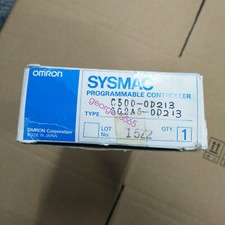 OMRON
SYSMAC
PROGRAMMABLE CONTROLLER
C500-OD213
TYPE 3G2A5-OD213
OMRON Corporation
MADE IN JAPAN
LOT No. 1522
QTY 1